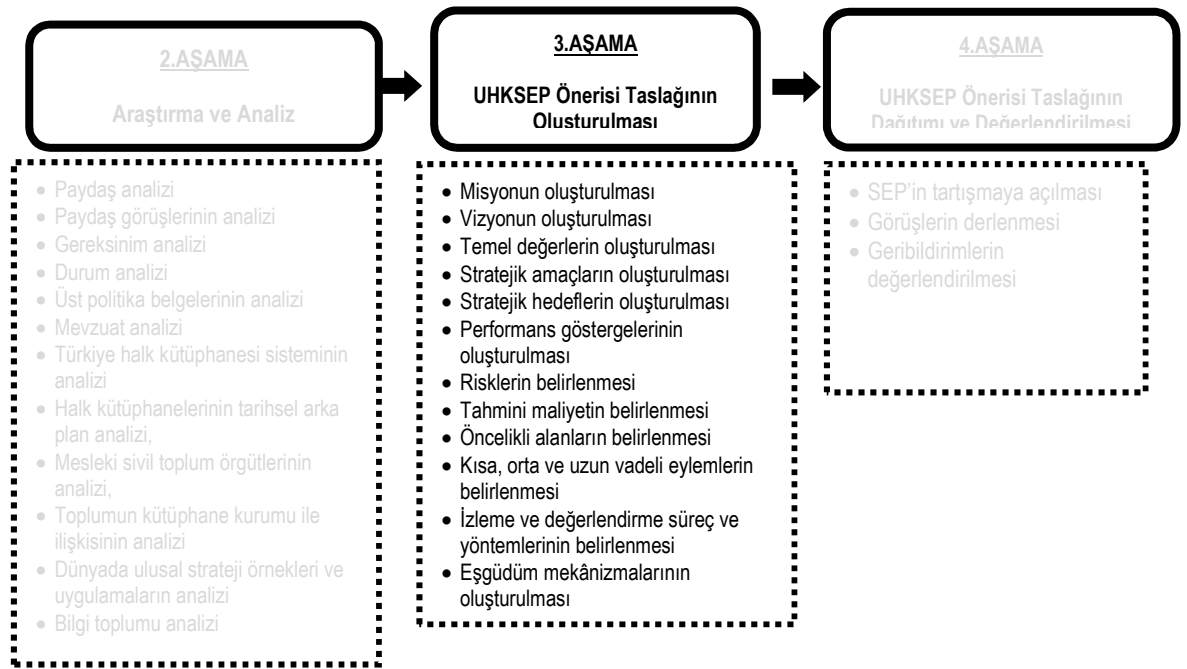 2.AŞAMA
Araştırma ve Analiz
• Paydaş analizi
• Paydaş görüşlerinin analizi
• Gereksinim analizi
• Durum analizi
• Üst politika belgelerinin analizi
• Mevzuat analizi
• Türkiye halk kütüphanesi sisteminin
analizi
• Halk kütüphanelerinin tarihsel arka
plan analizi,
• Mesleki sivil toplum örgütlerinin
analizi,
• Toplumun kütüphane kurumu ile
ilişkisinin analizi
• Dünyada ulusal strateji örnekleri ve
uygulamaların analizi
• Bilgi toplumu analizi
3.AŞAMA
UHKSEP Önerisi Taslağının
Oluşturulması
• Misyonun oluşturulması
• Vizyonun oluşturulması
• Temel değerlerin oluşturulması
• Stratejik amaçların oluşturulması
• Stratejik hedeflerin oluşturulması
• Performans göstergelerinin
oluşturulması
• Risklerin belirlenmesi
• Tahmini maliyetin belirlenmesi
• Öncelikli alanların belirlenmesi
• Kısa, orta ve uzun vadeli eylemlerin
belirlenmesi
• İzleme ve değerlendirme süreç ve
yöntemlerinin belirlenmesi
• Eşgüdüm mekânizmalarının
oluşturulması
4.AŞAMA
UHKSEP Önerisi Taslağının
Dağıtımı ve Değerlendirilmesi
• SEP’in tartışmaya açılması
• Görüşlerin derlenmesi
• Geribildirimlerin
değerlendirilmesi